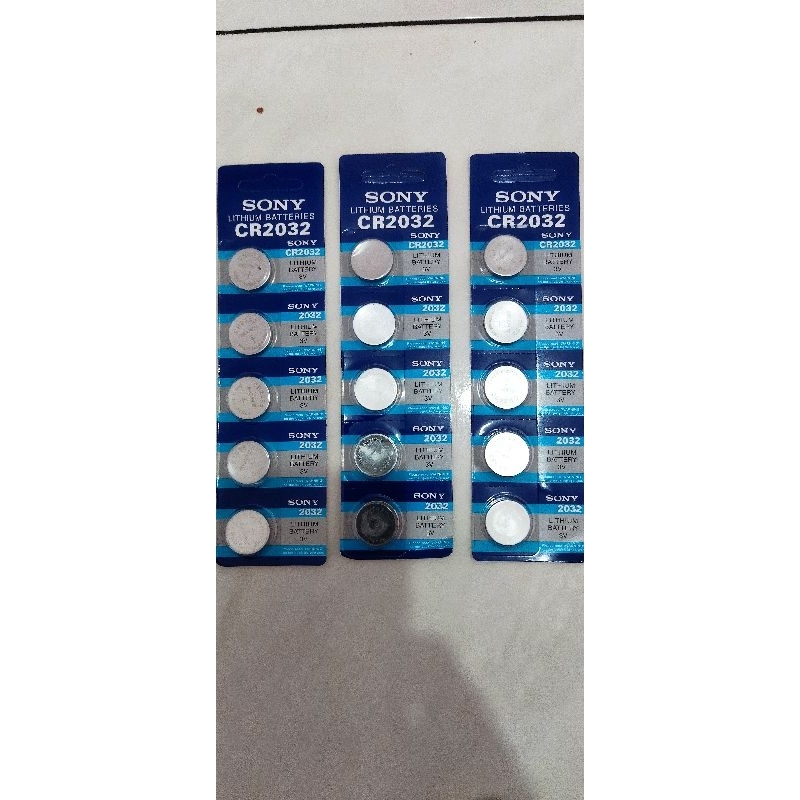 SONY
LITHIUM BATTERIES
CR2032
SONY
CR2032
LITHIUM
BATTERY
3V
SONY
2032
LITHIUM
BATTERY
3V
SONY
2032
LITHIUM
BATTERY
3V
SONY
2032
LITHIUM
BATTERY
3V
SONY
2032
LITHIUM
BATTERY
3V
SONY
LITHIUM BATTERIES
CR2032
SONY
CR2032
LITHIUM
BATTERY
3V
SONY
2032
LITHIUM
BATTERY
3V
SONY
2032
LITHIUM
BATTERY
3V
SONY
2032
LITHIUM
BATTERY
3V
SONY
2032
LITHIUM
BATTERY
3V
SONY
LITHIUM BATTERIES
CR2032
SONY
CR2032
LITHIUM
BATTERY
3V
SONY
2032
LITHIUM
BATTERY
3V
SONY
2032
LITHIUM
BATTERY
3V
SONY
2032
LITHIUM
BATTERY
3V
SONY
2032
LITHIUM
BATTERY
3V